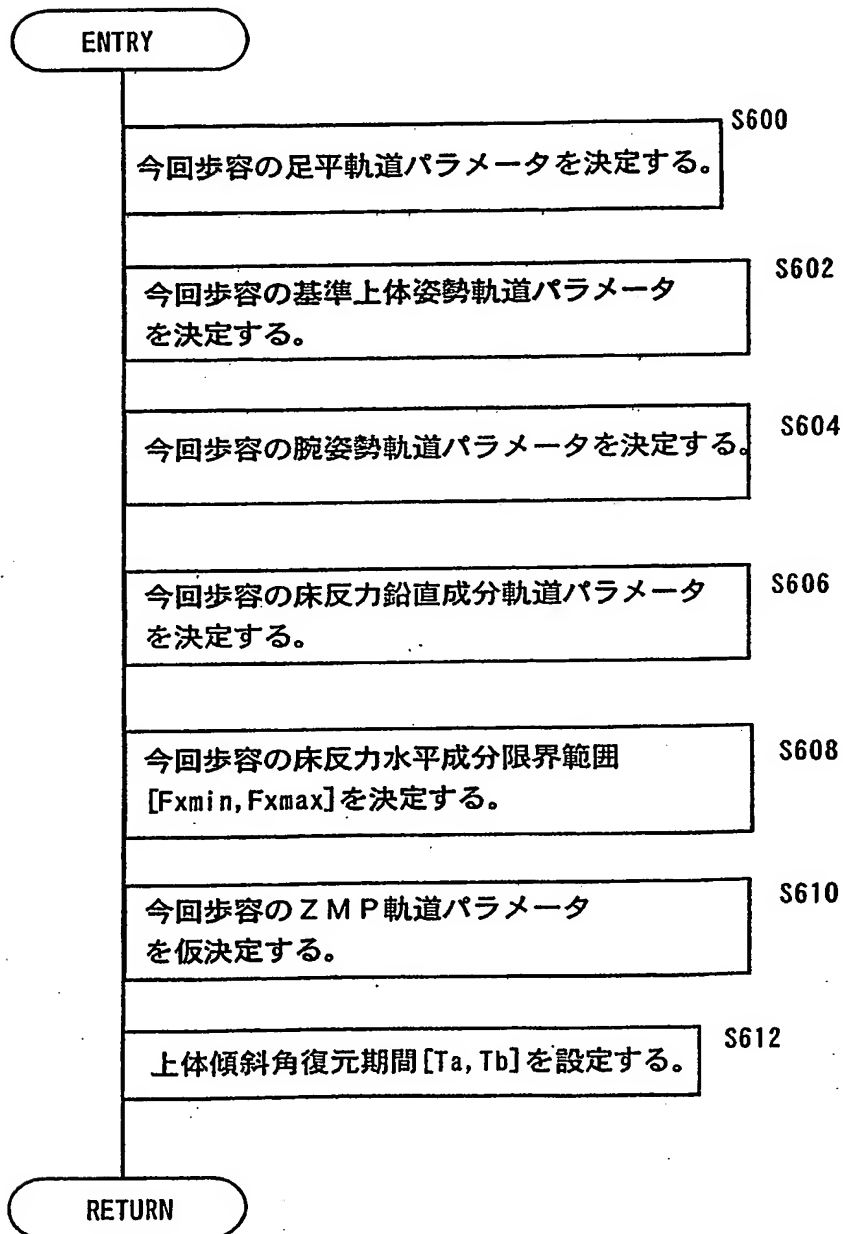 ENTRY
S600
今回歩容の足平軌道パラメータを決定する。
S602
今回歩容の基準上体姿勢軌道パラメータ
を決定する。
S604
今回歩容の腕姿勢軌道パラメータを決定する。
S606
今回歩容の床反力鉛直成分軌道パラメータ
を決定する。
S608
今回歩容の床反力水平成分限界範囲
[Fxmin,Fxmax]を決定する。
S610
今回歩容のZMP軌道パラメータ
を仮決定する。
S612
上体傾斜角復元期間[Ta,Tb]を設定する。
RETURN